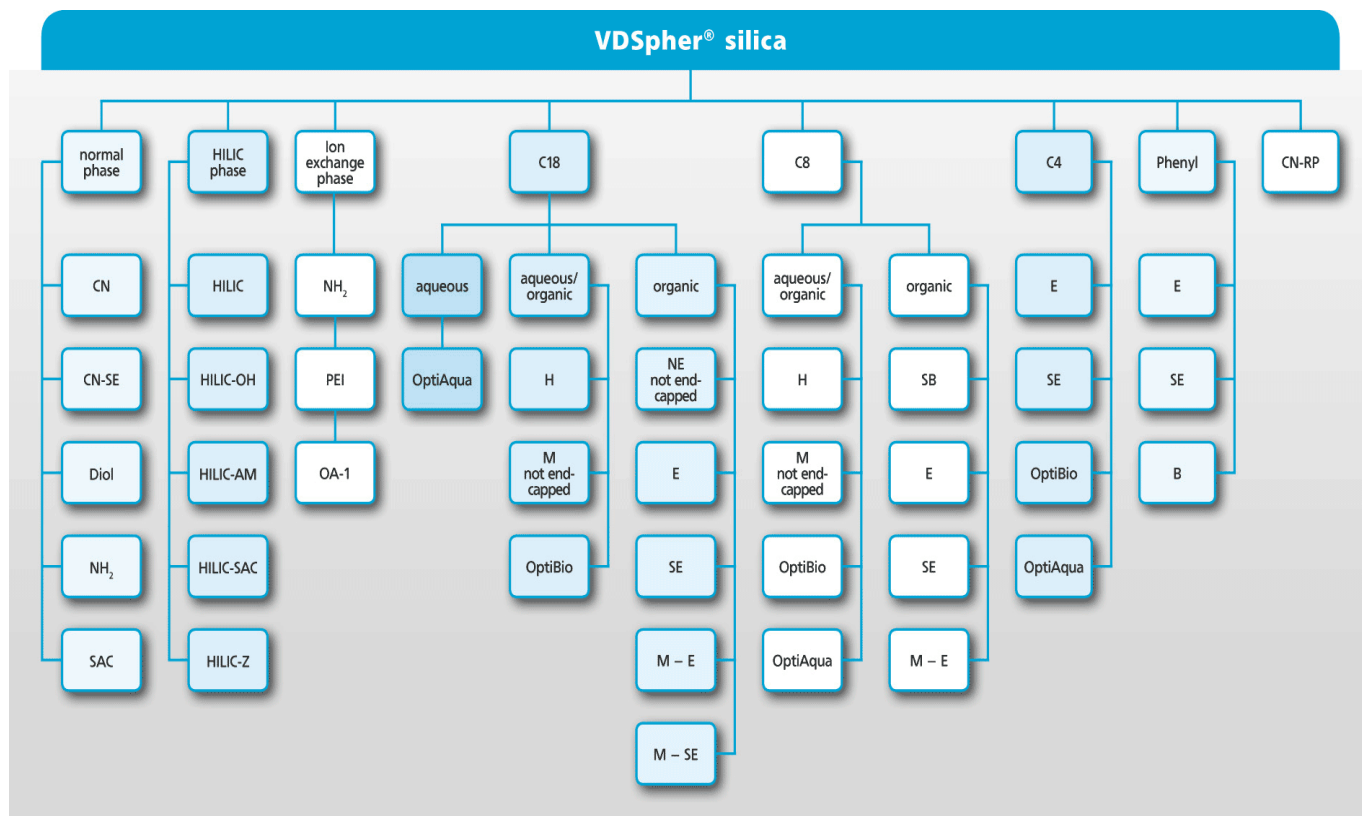 VDSpher® silica
normal
phase
HILIC
phase
Ion
exchange
phase
C18
C8
C4
Phenyl
CN-RP
CN
HILIC
NH₂
aqueous
aqueous/
organic
organic
aqueous/
organic
organic
E
E
CN-SE
HILIC-OH
PEI
OptiAqua
H
NE
not end-
capped
H
SB
SE
SE
Diol
HILIC-AM
OA-1
M
not end-
capped
E
M
not end-
capped
E
OptiBio
B
NH₂
HILIC-SAC
OptiBio
SE
OptiBio
SE
OptiAqua
SAC
HILIC-Z
M – E
OptiAqua
M – E
M – SE